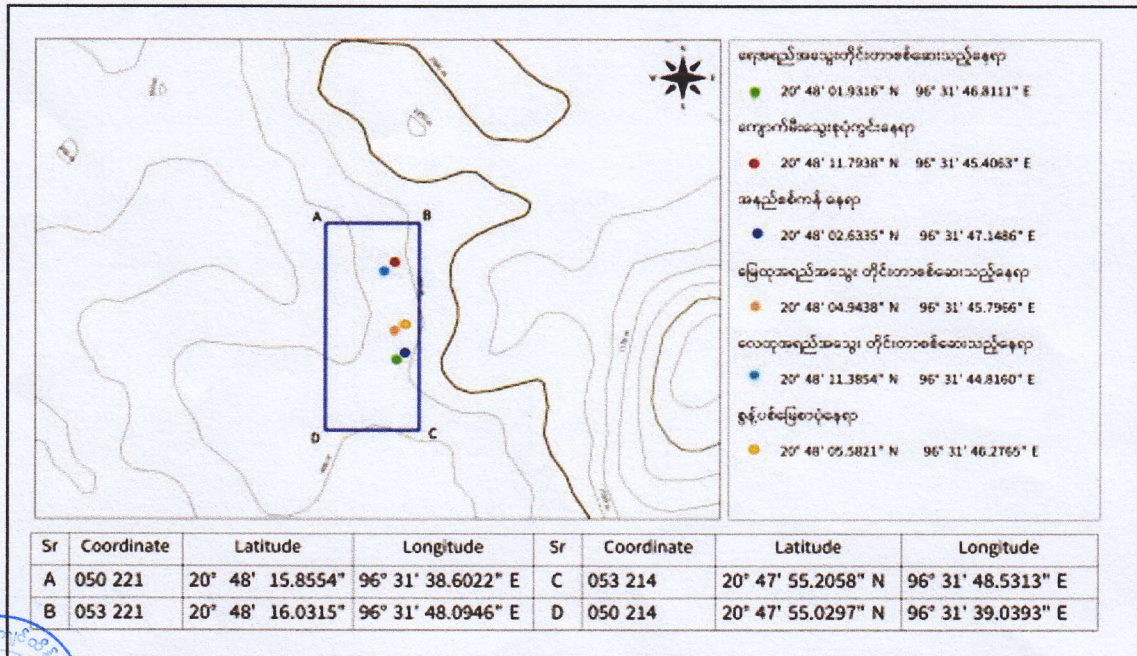 N
W
E
S
A
B
D
C
ရေအရည်အသွေးတိုင်းတာစစ်ဆေးသည့်နေရာ
20° 48' 01.9316" N 96° 31' 46.8111" E
ကျောက်မီးသွေးစုပုံကွင်းနေရာ
20° 48' 11.7938" N 96° 31' 45.4063" E
အနည်စစ်ကန် နေရာ
20° 48' 02.6335" N 96° 31' 47.1486" E
မြေထုအရည်အသွေး တိုင်းတာစစ်ဆေးသည့်နေရာ
20° 48' 04.9438" N 96° 31' 45.7966" E
လေထုအရည်အသွေး တိုင်းတာစစ်ဆေးသည့်နေရာ
20° 48' 11.3854" N 96° 31' 44.8160" E
စွန့်ပစ်မြေစာပုံနေရာ
20° 48' 05.5821" N 96° 31' 46.2765" E
Sr Coordinate Latitude Longitude Sr Coordinate Latitude Longitude
A 050 221 20° 48' 15.8554" 96° 31' 38.6022" E C 053 214 20° 47' 55.2058" N 96° 31' 48.5313" E
B 053 221 20° 48' 16.0315" 96° 31' 48.0946" E D 050 214 20° 47' 55.0297" N 96° 31' 39.0393" E